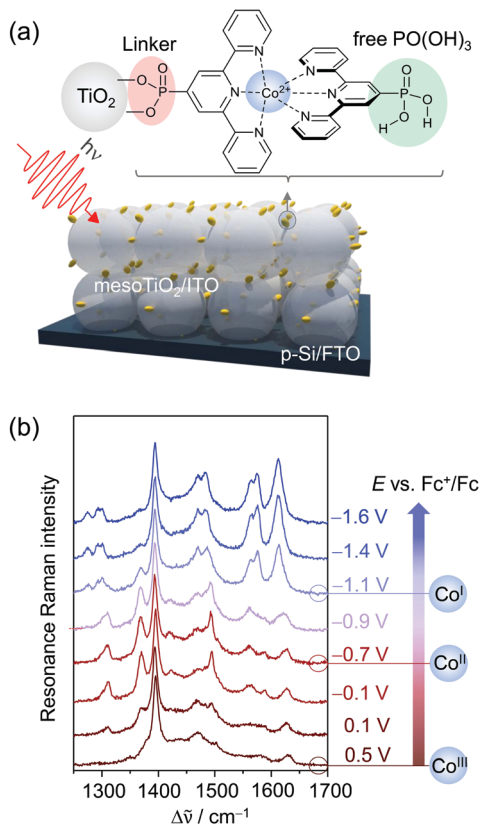 (a)
Linker
free PO(OH)₃
TiO₂
O
O
P
O
N
N
N
Co²⁺
N
N
N
O
P
O
O
H
H
hν
mesoTiO₂/ITO
p-Si/FTO
(b)
E vs. Fc⁺/Fc
Resonance Raman intensity
−1.6 V
−1.4 V
−1.1 V
Coᴵ
−0.9 V
−0.7 V
Coᴵᴵ
−0.1 V
0.1 V
0.5 V
Coᴵᴵᴵ
1300 1400 1500 1600 1700
Δν̃ / cm⁻¹